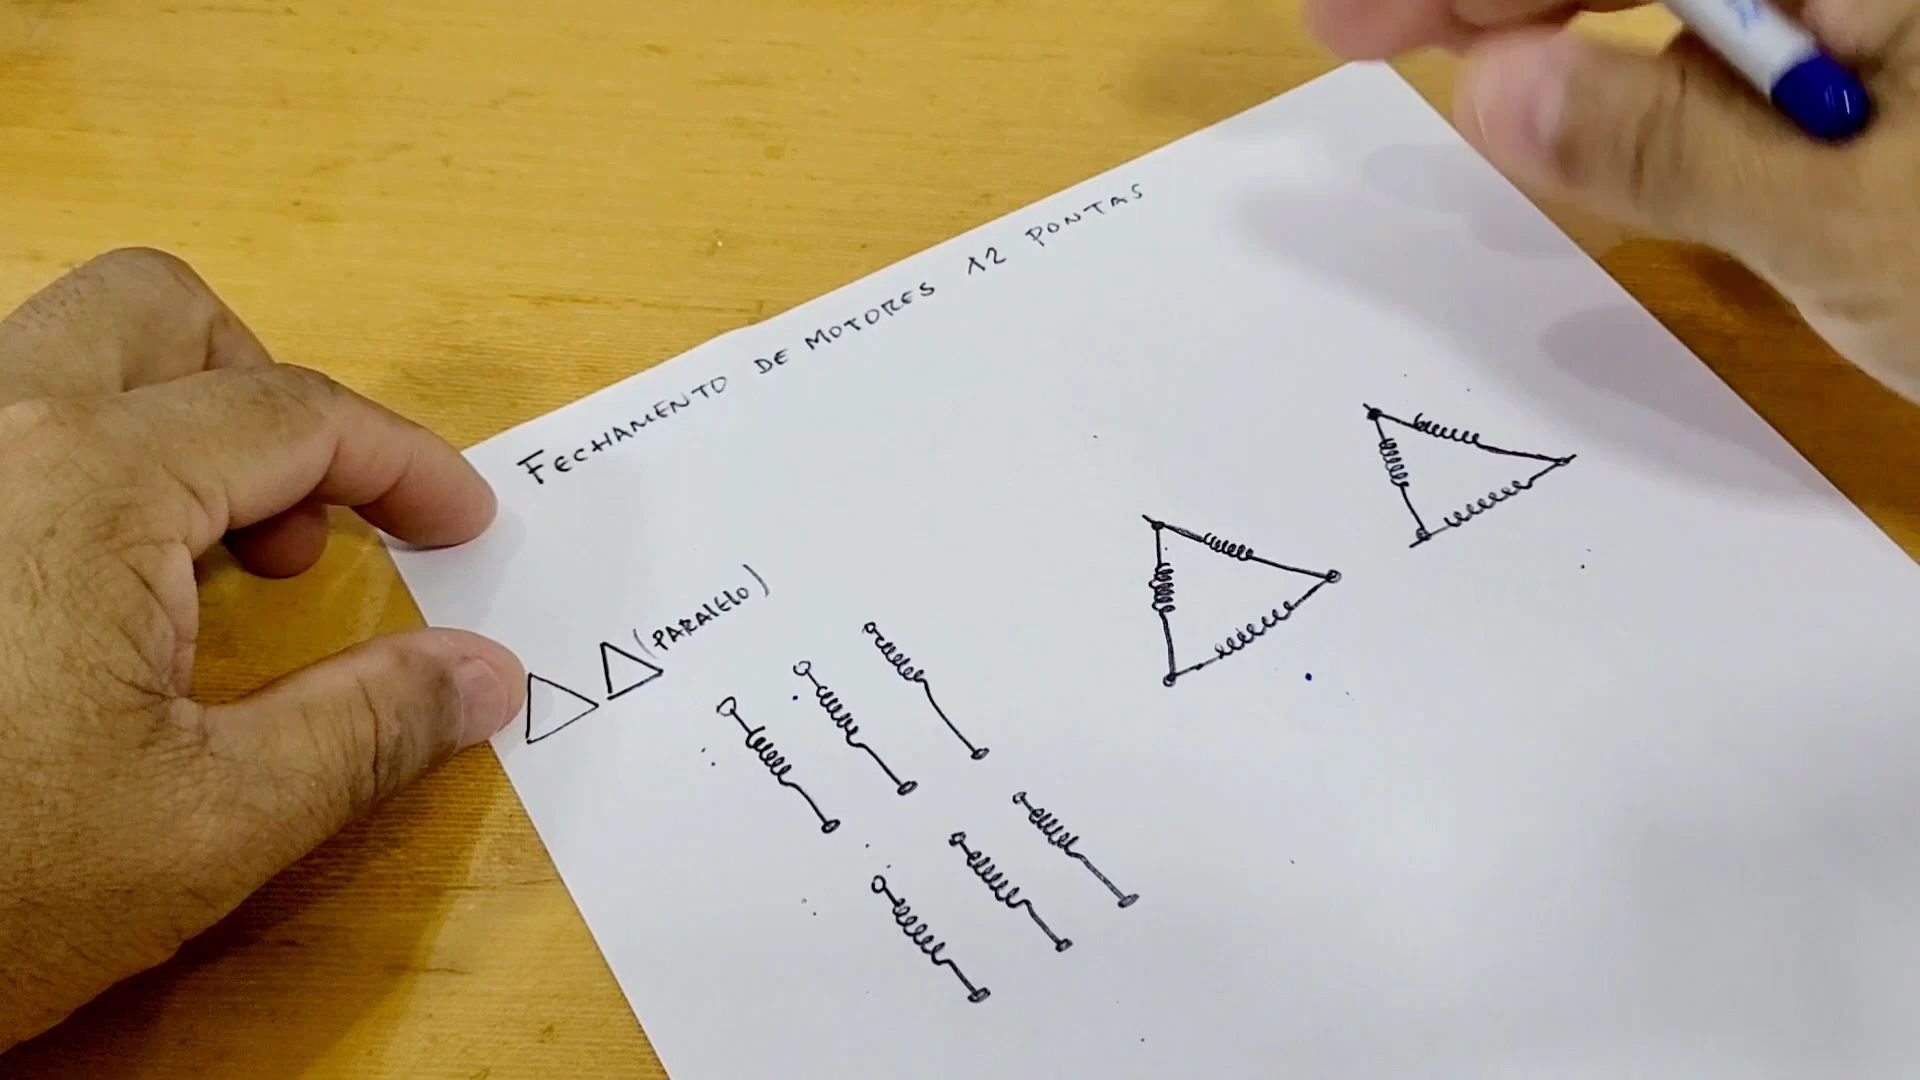 FECHAMENTO DE MOTORES 12 PONTAS
(PARALELO)